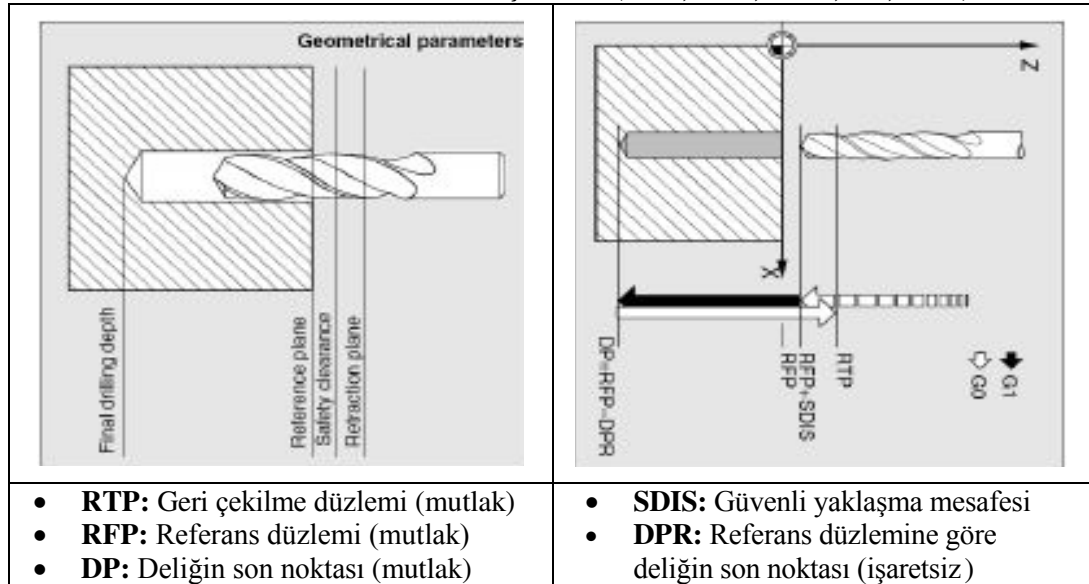 Geometrical parameters
Final drilling depth
Reference plane
Safety clearance
Retraction plane
Z
X
DP=RFP-DPR
RFP
RFP+SDIS
RTP
G1
G0
• RTP: Geri çekilme düzlemi (mutlak)
• RFP: Referans düzlemi (mutlak)
• DP: Deliğin son noktası (mutlak)
• SDIS: Güvenli yaklaşma mesafesi
• DPR: Referans düzlemine göre
deliğin son noktası (işaretsiz)